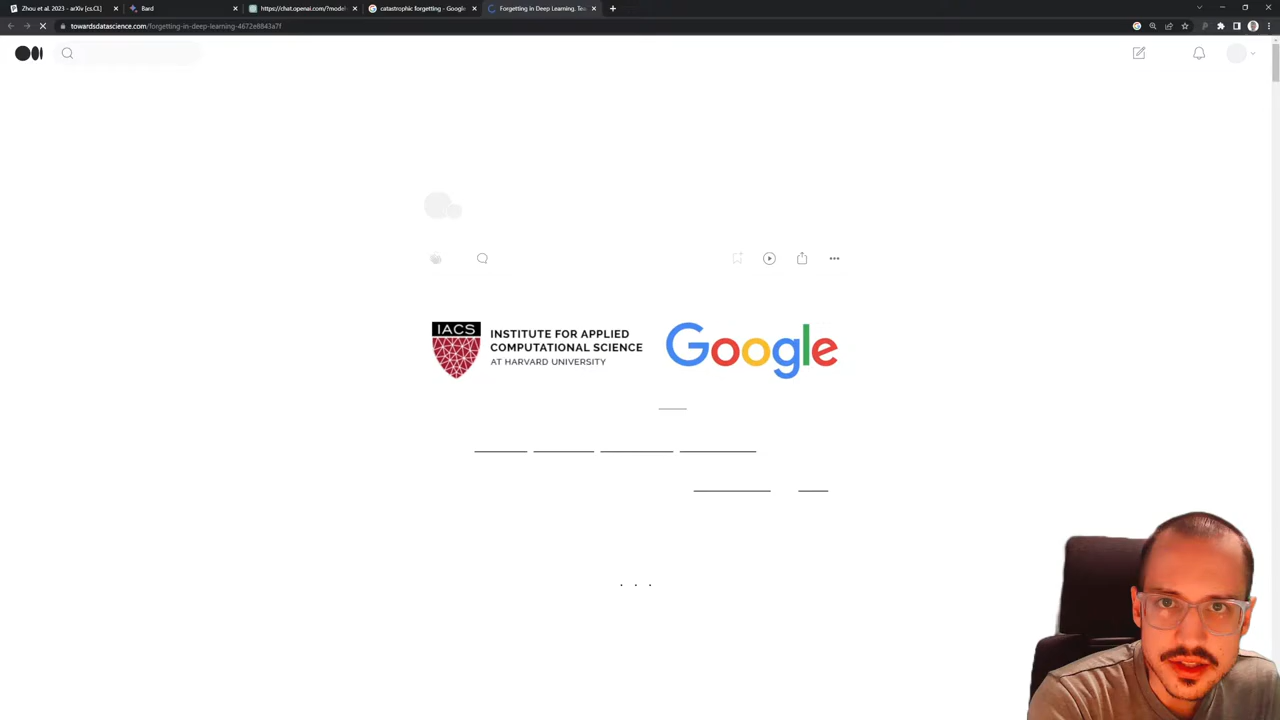 Zhou et al. 2023 - arXiv [cs.CL]
Bard
https://chat.openai.com/?model=
catastrophic forgetting - Google
Forgetting in Deep Learning. Te
towardsdatascience.com/forgetting-in-deep-learning-4672e8843a7f
IACS
INSTITUTE FOR APPLIED
COMPUTATIONAL SCIENCE
AT HARVARD UNIVERSITY
Google